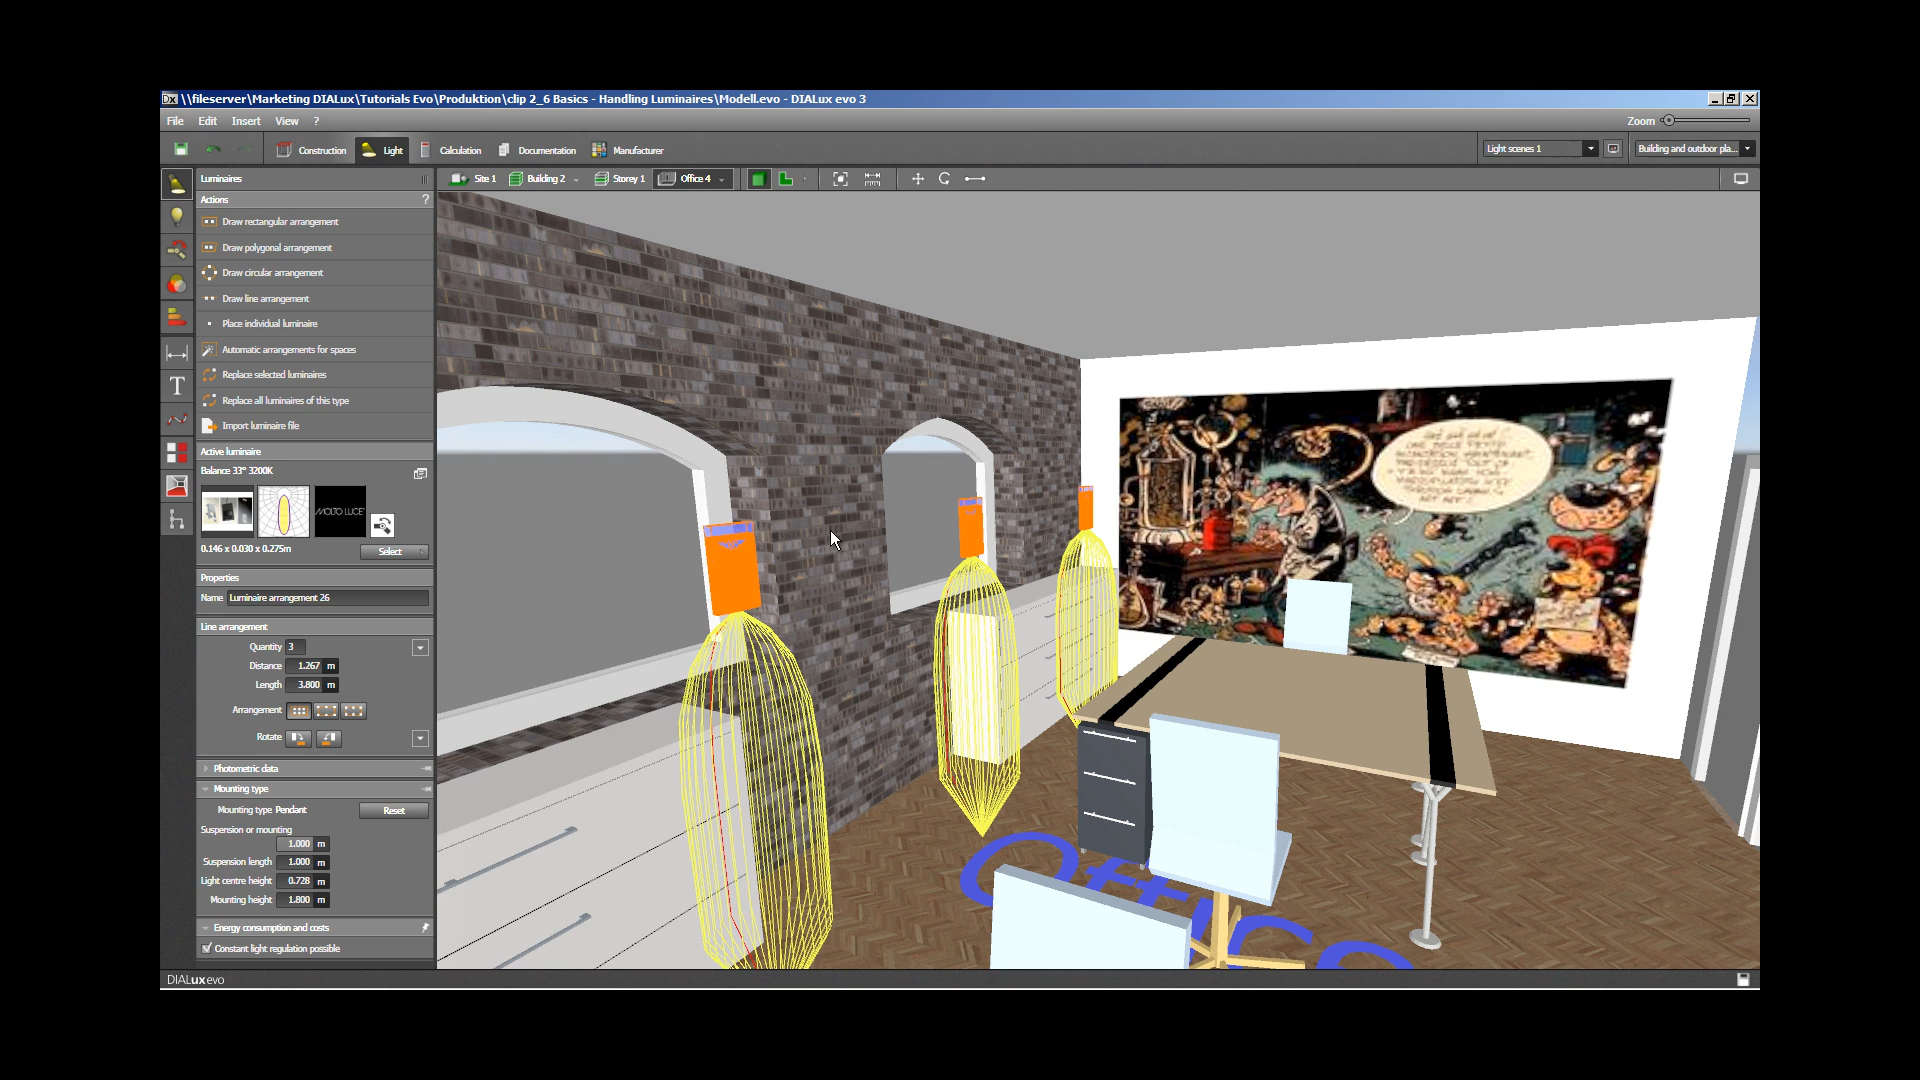 \\fileserver\Marketing DIALux\Tutorials Evo\Produktion\clip 2_6 Basics - Handling Luminaires\Modell.evo - DIALux evo 3
File Edit Insert View ?
Zoom
Construction Light Calculation Documentation Manufacturer
Light scenes 1
Building and outdoor pla...
Luminaires
Site 1 Building 2 Storey 1 Office 4
Actions ?
Draw rectangular arrangement
Draw polygonal arrangement
Draw circular arrangement
Draw line arrangement
Place individual luminaire
Automatic arrangements for spaces
Replace selected luminaires
Replace all luminaires of this type
Import luminaire file
Active luminaire
Balance 33° 3200K
MOLTO LUCE
0.146 x 0.030 x 0.275m
Select
Properties
Name Luminaire arrangement 26
Line arrangement
Quantity 3
Distance 1.267 m
Length 3.800 m
Arrangement
Rotate
Photometric data
Mounting type
Mounting type Pendant Reset
Suspension or mounting
1.000 m
Suspension length 1.000 m
Light centre height 0.728 m
Mounting height 1.800 m
Energy consumption and costs
Constant light regulation possible
DIALux evo